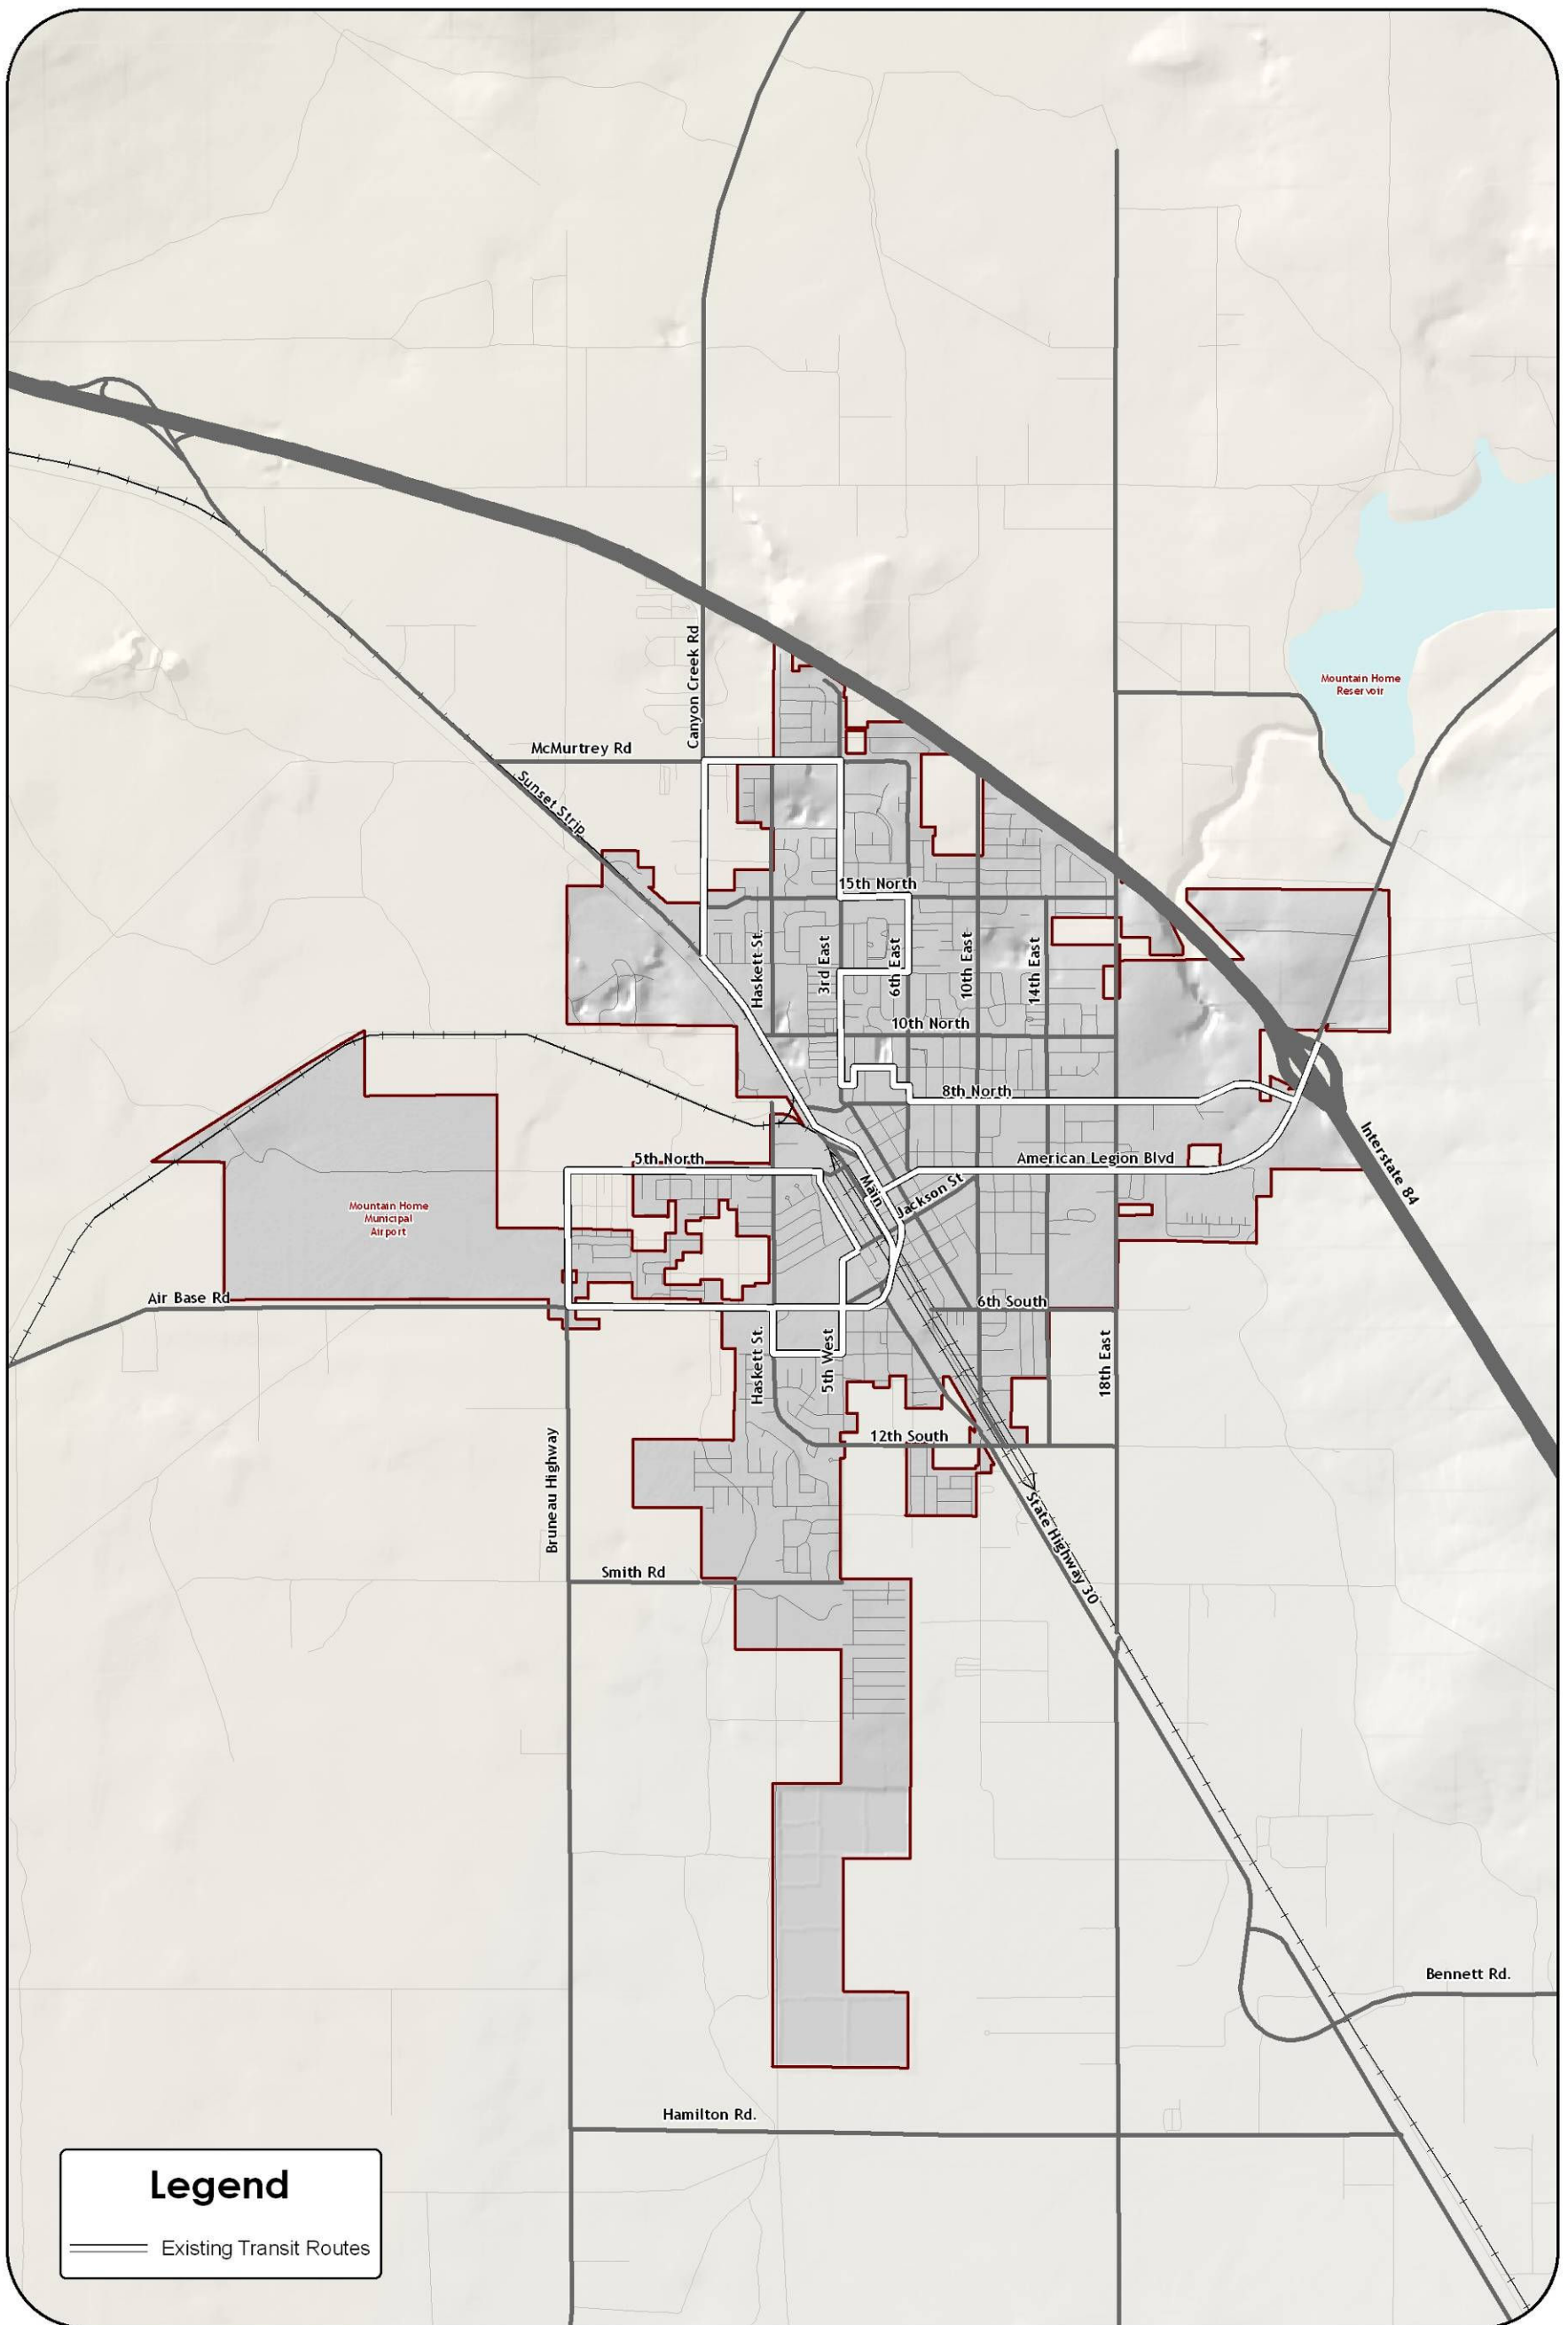 Canyon Creek Rd
Mountain Home
Reservoir
McMurtrey Rd
Sunset Strip
15th North
Haskett St.
3rd East
6th East
10th East
14th East
10th North
8th North
Interstate 84
5th North
American Legion Blvd
Main
Jackson St
Mountain Home
Municipal
Airport
Air Base Rd
6th South
Haskett St.
5th West
18th East
12th South
Bruneau Highway
State Highway 30
Smith Rd
Bennett Rd.
Hamilton Rd.
Legend
Existing Transit Routes